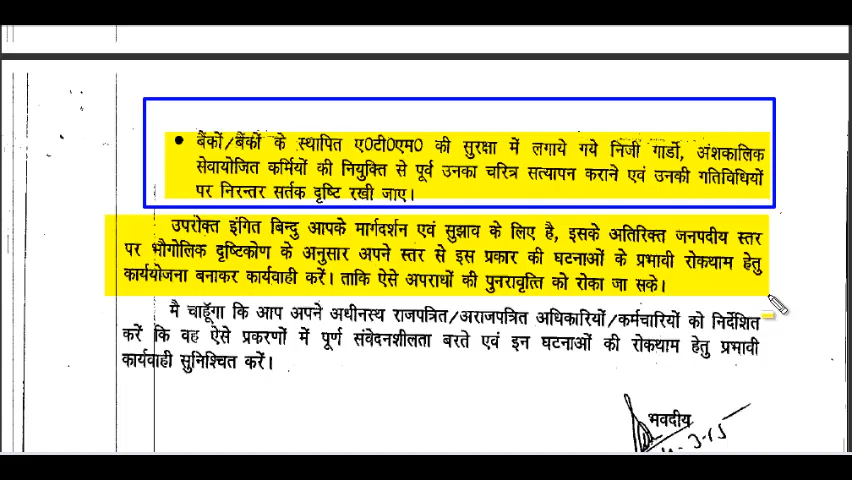 • बैंकों/बैंकों के स्थापित ए0टी0एम0 की सुरक्षा में लगाये गये निजी गार्डो, अंशकालिक
सेवायोजित कर्मियों की नियुक्ति से पूर्व उनका चरित्र सत्यापन कराने एवं उनकी गतिविधियों
पर निरन्तर सर्तक दृष्टि रखी जाए।
उपरोक्त इंगित बिन्दु आपके मार्गदर्शन एवं सुझाव के लिए है, इसके अतिरिक्त जनपदीय स्तर
पर भौगोलिक दृष्टिकोण के अनुसार अपने स्तर से इस प्रकार की घटनाओं के प्रभावी रोकथाम हेतु
कार्ययोजना बनाकर कार्यवाही करें। ताकि ऐसे अपराधों की पुनरावृत्ति को रोका जा सके।
मै चाहूँगा कि आप अपने अधीनस्थ राजपत्रित/अराजपत्रित अधिकारियों/कर्मचारियों को निर्देशित
करें कि वह ऐसे प्रकरणों में पूर्ण संवेदनशीलता बरते एवं इन घटनाओं की रोकथाम हेतु प्रभावी
कार्यवाही सुनिश्चित करें।
भवदीय